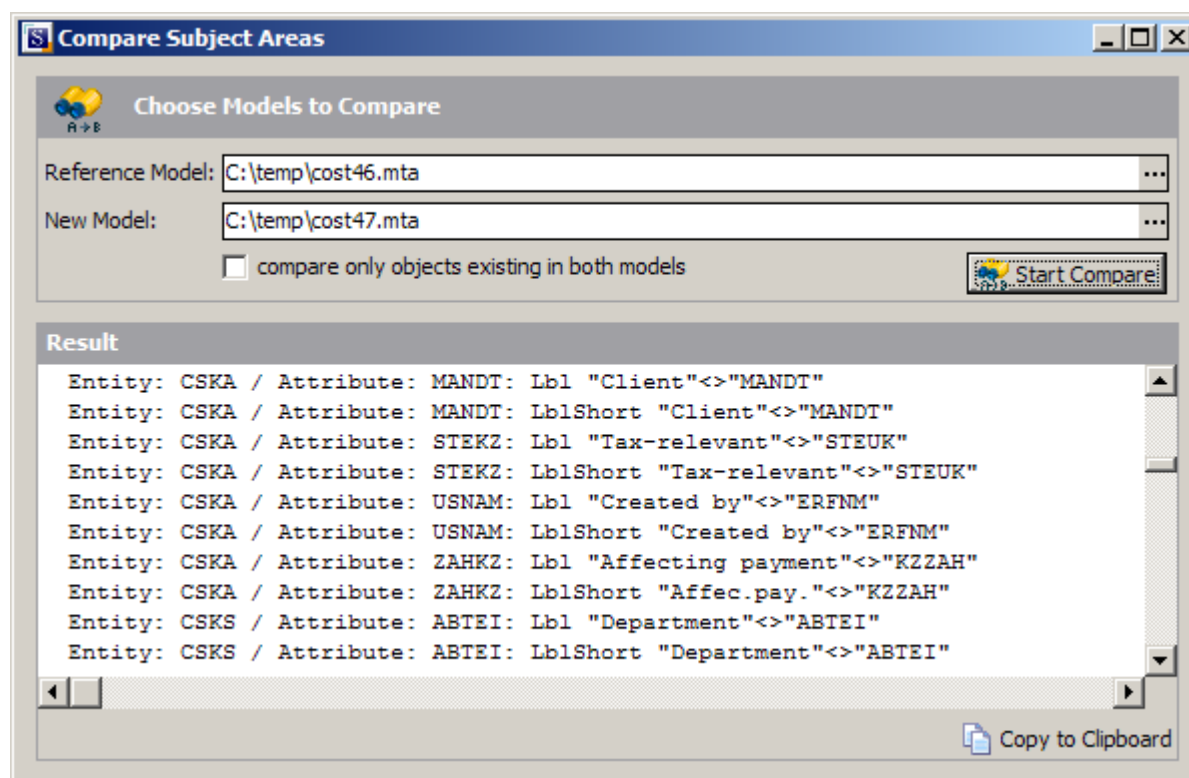 Compare Subject Areas
Choose Models to Compare
A→B
Reference Model: C:\temp\cost46.mta ...
New Model: C:\temp\cost47.mta ...
compare only objects existing in both models
Start Compare
Result
Entity: CSKA / Attribute: MANDT: Lbl "Client"<>"MANDT"
Entity: CSKA / Attribute: MANDT: LblShort "Client"<>"MANDT"
Entity: CSKA / Attribute: STEKZ: Lbl "Tax-relevant"<>"STEUK"
Entity: CSKA / Attribute: STEKZ: LblShort "Tax-relevant"<>"STEUK"
Entity: CSKA / Attribute: USNAM: Lbl "Created by"<>"ERFNM"
Entity: CSKA / Attribute: USNAM: LblShort "Created by"<>"ERFNM"
Entity: CSKA / Attribute: ZAHKZ: Lbl "Affecting payment"<>"KZZAH"
Entity: CSKA / Attribute: ZAHKZ: LblShort "Affec.pay."<>"KZZAH"
Entity: CSKS / Attribute: ABTEI: Lbl "Department"<>"ABTEI"
Entity: CSKS / Attribute: ABTEI: LblShort "Department"<>"ABTEI"
Copy to Clipboard